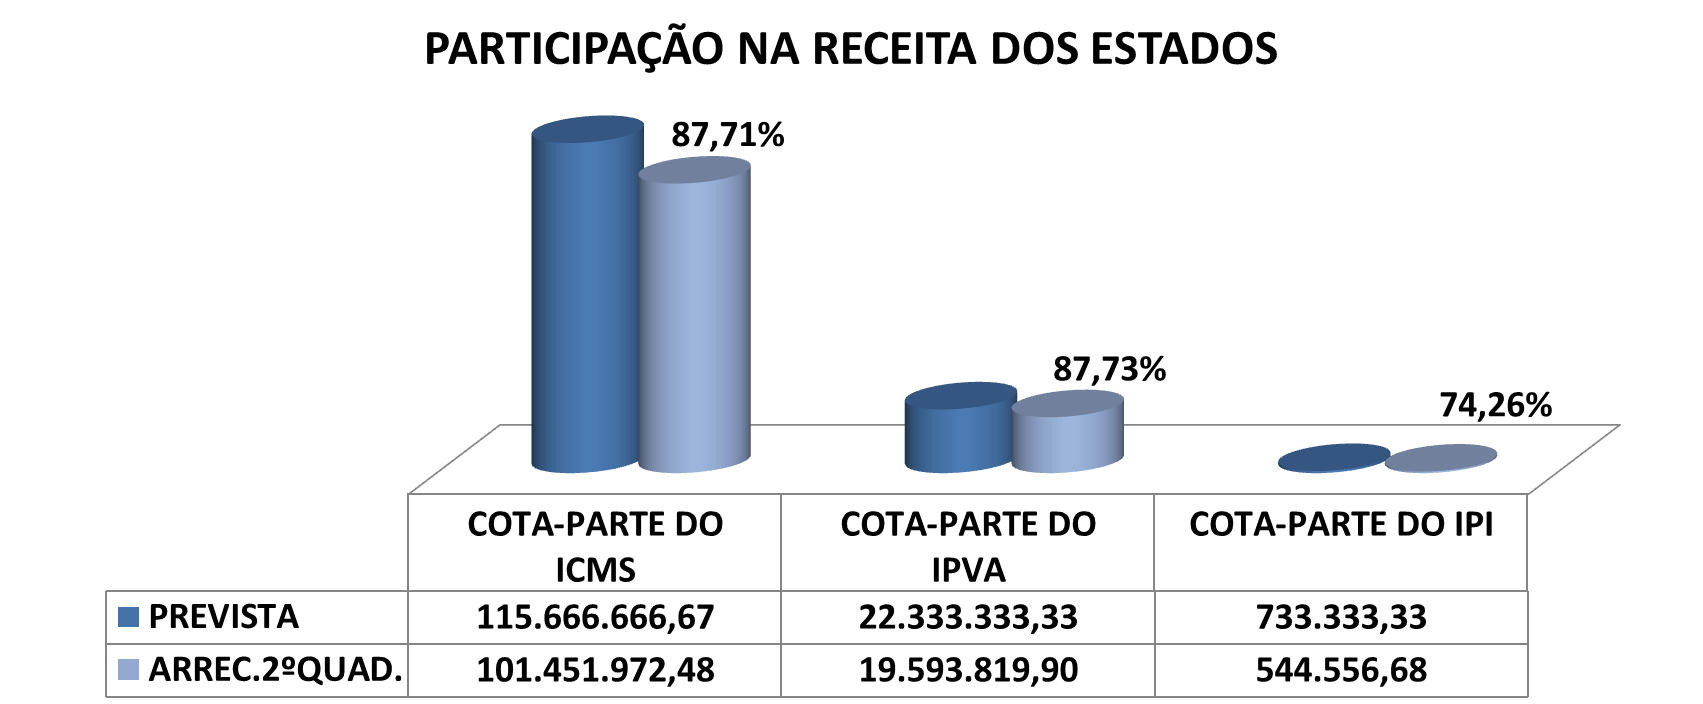 PARTICIPAÇÃO NA RECEITA DOS ESTADOS
87,71%
87,73%
74,26%
COTA-PARTE DO
ICMS
COTA-PARTE DO
IPVA
COTA-PARTE DO IPI
PREVISTA 115.666.666,67 22.333.333,33 733.333,33
ARREC.2ºQUAD. 101.451.972,48 19.593.819,90 544.556,68